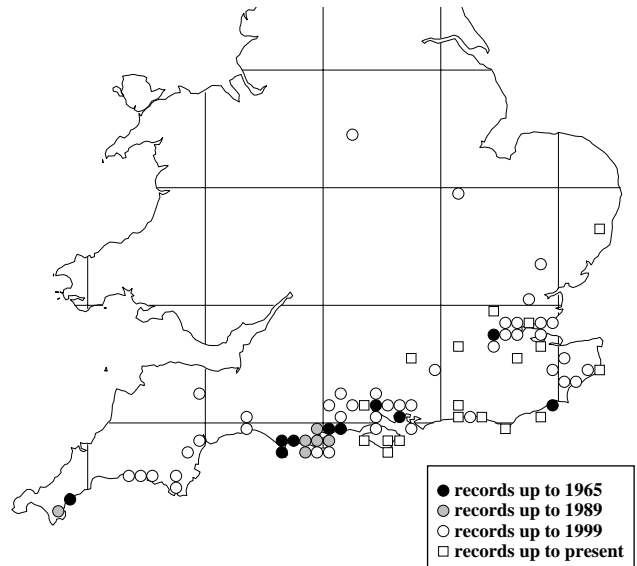 records up to 1965
records up to 1989
records up to 1999
records up to present